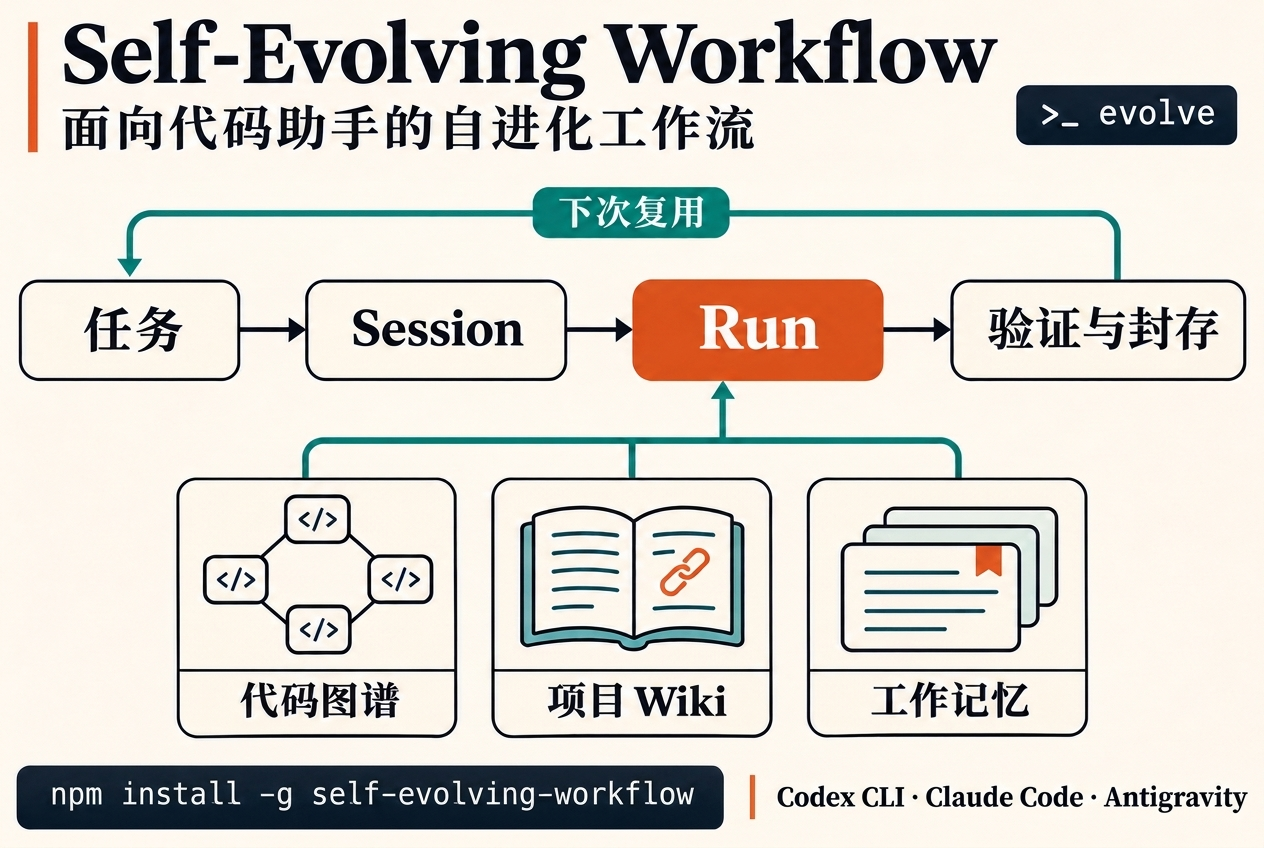 Self-Evolving Workflow
面向代码助手的自进化工作流
>_ evolve
下次复用
任务
Session
Run
验证与封存
</>
</>
</>
</>
代码图谱
项目 Wiki
工作记忆
npm install -g self-evolving-workflow
Codex CLI · Claude Code · Antigravity